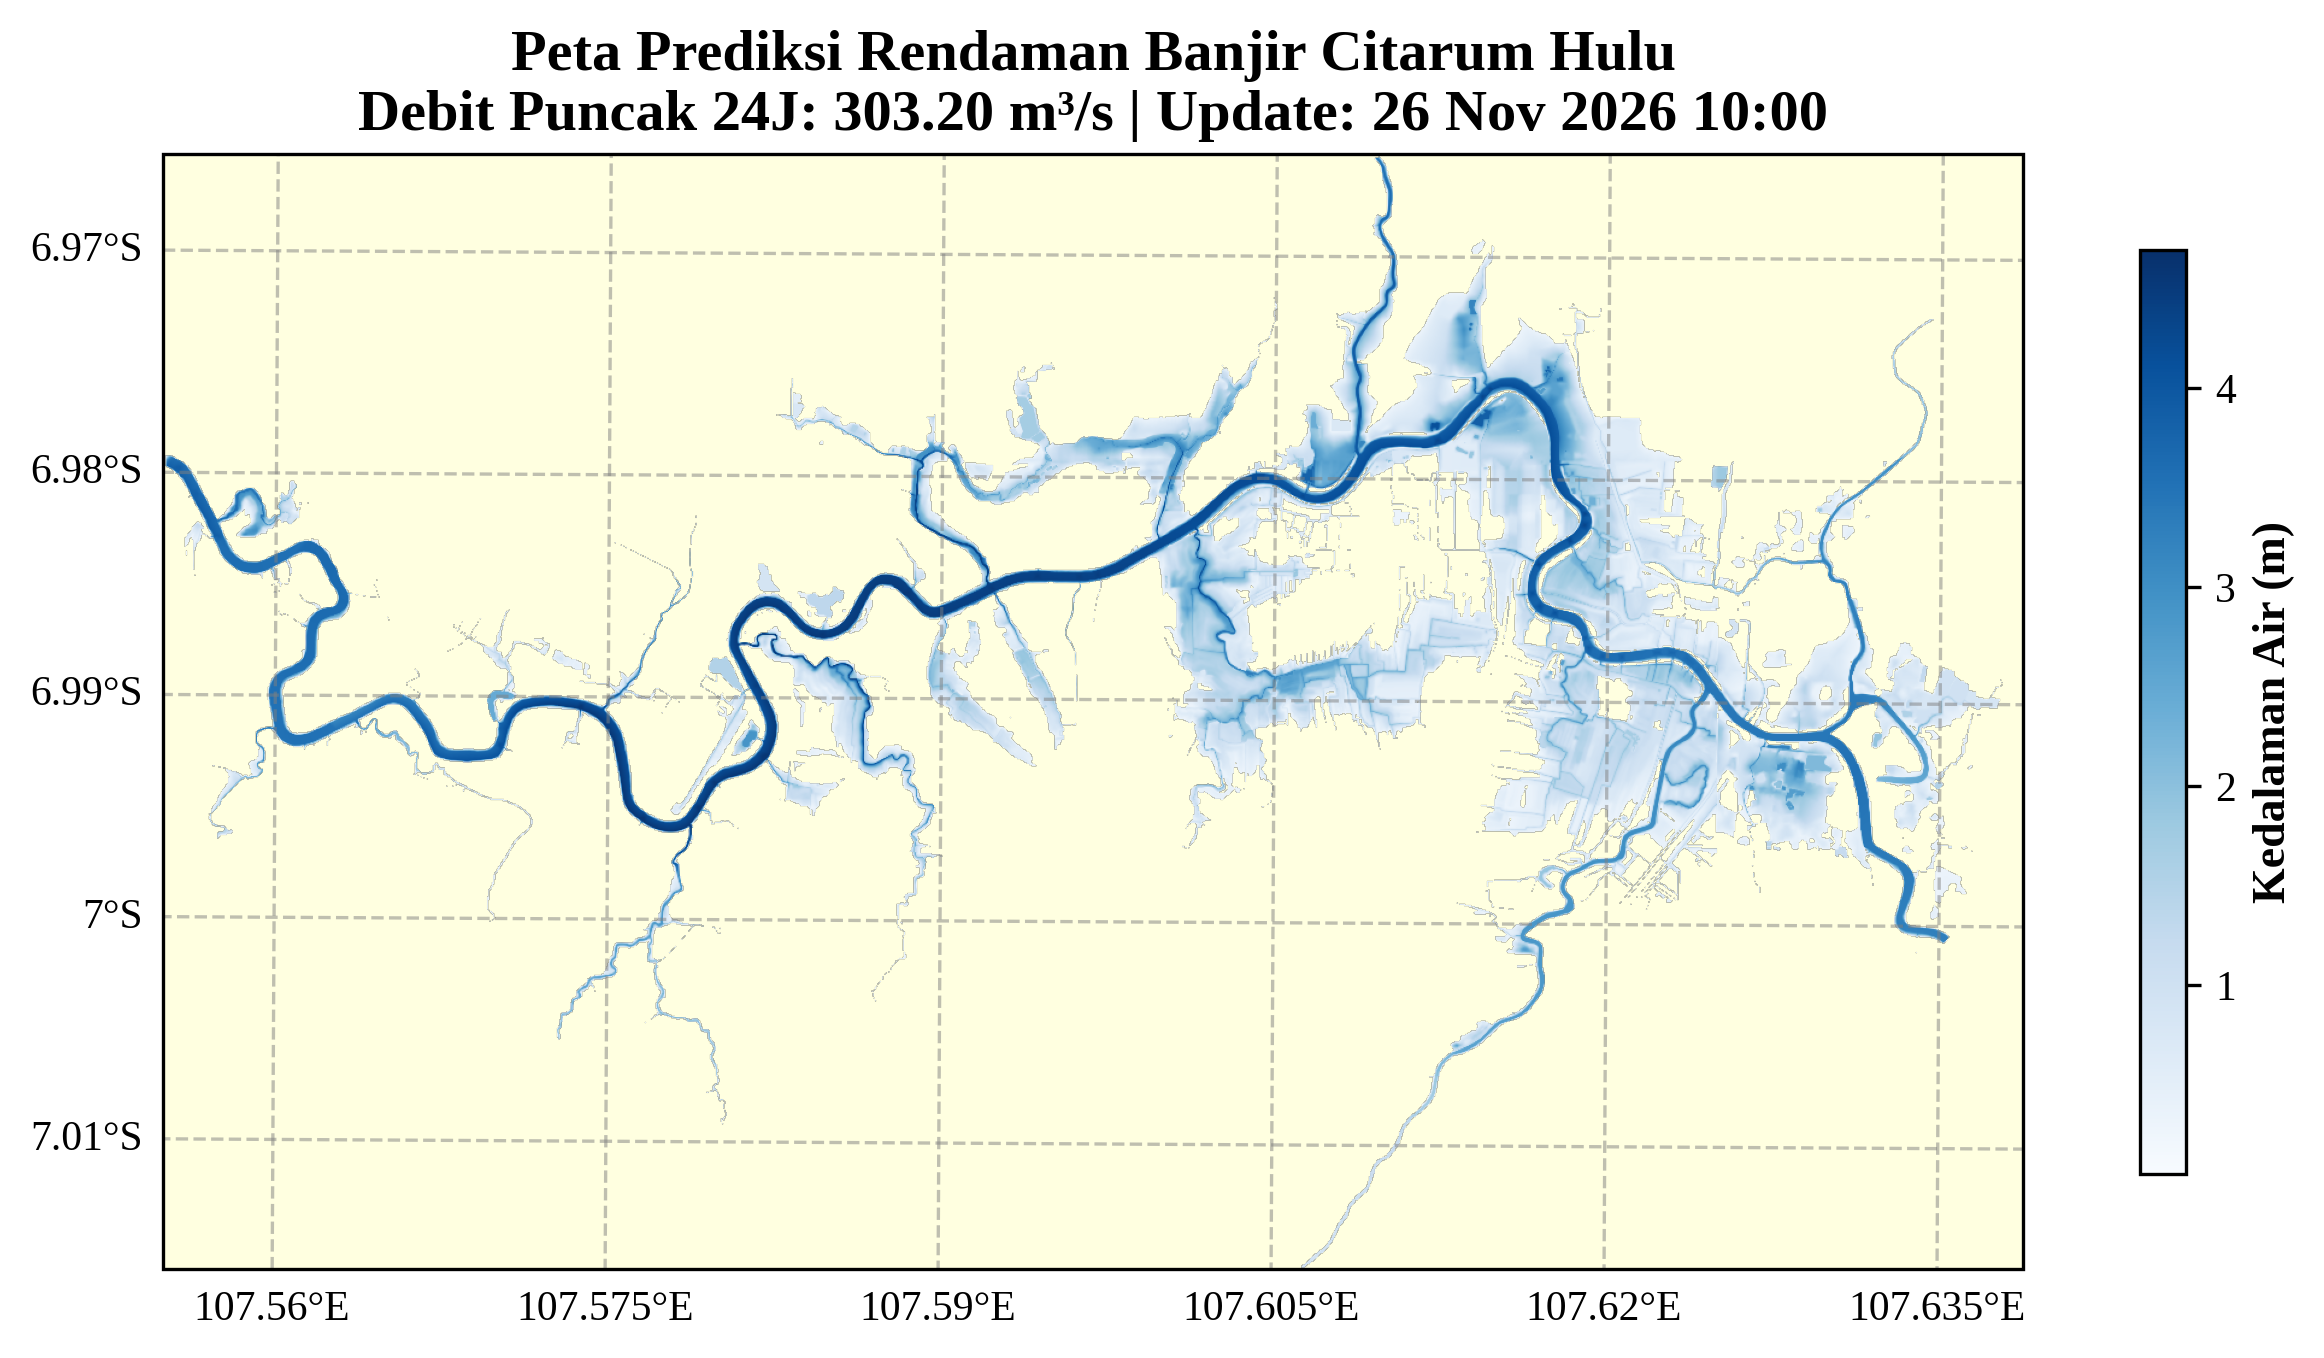 Peta Prediksi Rendaman Banjir Citarum Hulu
Debit Puncak 24J: 303.20 m³/s | Update: 26 Nov 2026 10:00
6.97°S
6.98°S
6.99°S
7°S
7.01°S
107.56°E
107.575°E
107.59°E
107.605°E
107.62°E
107.635°E
4
3
2
1
Kedalaman Air (m)